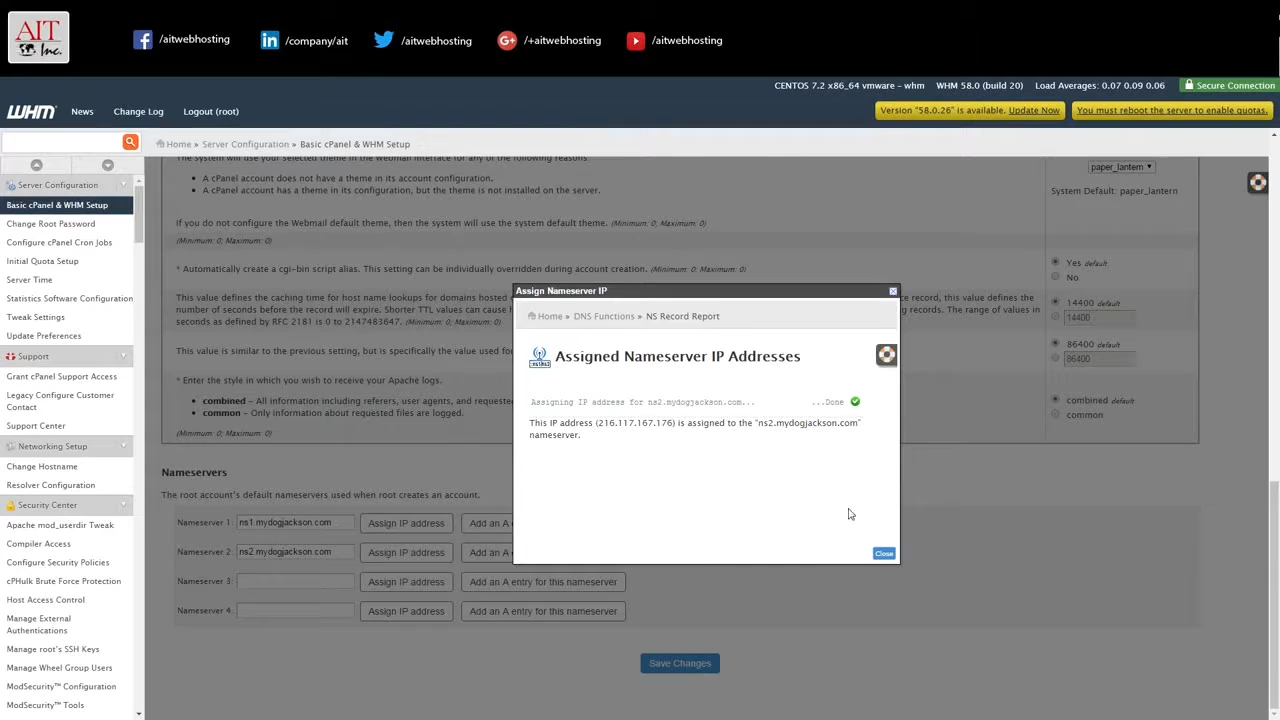 AIT
Inc.
/aitwebhosting
/company/ait
/aitwebhosting
/+aitwebhosting
/aitwebhosting
CENTOS 7.2 x86_64 vmware – whm
WHM 58.0 (build 20)
Load Averages: 0.07 0.09 0.06
Secure Connection
WHM
News
Change Log
Logout (root)
Version "58.0.26" is available. Update Now
You must reboot the server to enable quotas.
Home » Server Configuration » Basic cPanel & WHM Setup
Server Configuration
Basic cPanel & WHM Setup
Change Root Password
Configure cPanel Cron Jobs
Initial Quota Setup
Server Time
Statistics Software Configuration
Tweak Settings
Update Preferences
Support
Grant cPanel Support Access
Legacy Configure Customer
Contact
Support Center
Networking Setup
Change Hostname
Resolver Configuration
Security Center
Apache mod_userdir Tweak
Compiler Access
Configure Security Policies
cPHulk Brute Force Protection
Host Access Control
Manage External
Authentications
Manage root's SSH Keys
Manage Wheel Group Users
ModSecurity™ Configuration
ModSecurity™ Tools
The system will use your selected theme in the Webmail interface for any of the following reasons:
• A cPanel account does not have a theme in its account configuration.
• A cPanel account has a theme in its configuration, but the theme is not installed on the server.
If you do not configure the Webmail default theme, then the system will use the system default theme. (Minimum: 0; Maximum: 0)
(Minimum: 0; Maximum: 0)
paper_lantern
System Default: paper_lantern
* Automatically create a cgi-bin script alias. This setting can be individually overridden during account creation. (Minimum: 0; Maximum: 0)
Yes default
No
This value defines the caching time for host name lookups for domains hosted
ce record, this value defines the
number of seconds before the record will expire. Shorter TTL values can cause
records. The range of values in
seconds as defined by RFC 2181 is 0 to 2147483647. (Minimum: 0; Maximum: 0)
14400 default
14400
This value is similar to the previous setting, but is specifically the value used
86400 default
86400
* Enter the style in which you wish to receive your Apache logs.
• combined – All information including referers, user agents, and requeste
• common – Only information about requested files are logged.
(Minimum: 0; Maximum: 0)
combined default
common
Nameservers
The root account's default nameservers used when root creates an account.
Nameserver 1: ns1.mydogjackson.com Assign IP address Add an A e
Nameserver 2: ns2.mydogjackson.com Assign IP address Add an A e
Nameserver 3: Assign IP address Add an A entry for this nameserver
Nameserver 4: Assign IP address Add an A entry for this nameserver
Save Changes
Assign Nameserver IP
Home » DNS Functions » NS Record Report
Assigned Nameserver IP Addresses
Assigning IP address for ns2.mydogjackson.com... ...Done
This IP address (216.117.167.176) is assigned to the "ns2.mydogjackson.com"
nameserver.
Close